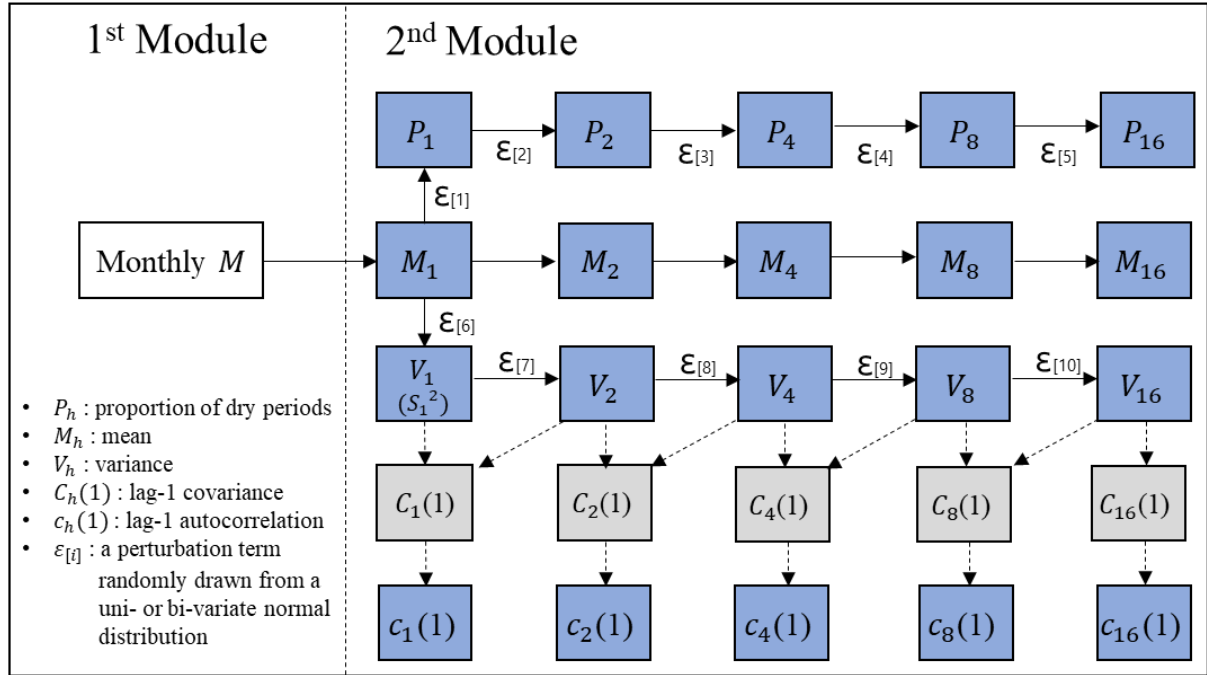 1st Module
2nd Module
P₁ P₂ P₄ P₈ P₁₆
ε[2] ε[3] ε[4] ε[5]
ε[1]
Monthly M
M₁ M₂ M₄ M₈ M₁₆
ε[6]
V₁ (S₁²) V₂ V₄ V₈ V₁₆
ε[7] ε[8] ε[9] ε[10]
C₁(1) C₂(1) C₄(1) C₈(1) C₁₆(1)
c₁(1) c₂(1) c₄(1) c₈(1) c₁₆(1)
• Pₕ : proportion of dry periods
• Mₕ : mean
• Vₕ : variance
• Cₕ(1) : lag-1 covariance
• cₕ(1) : lag-1 autocorrelation
• ε[i] : a perturbation term
randomly drawn from a
uni- or bi-variate normal
distribution